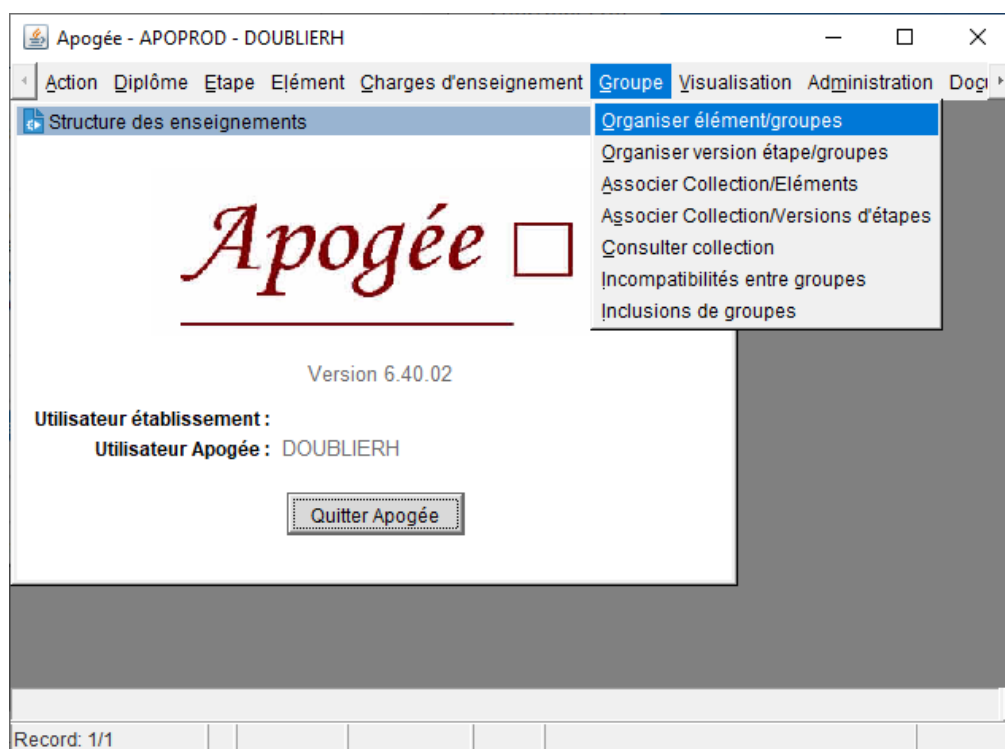 Apogée - APOPROD - DOUBLIERH
Action Diplôme Etape Elément Charges d'enseignement Groupe Visualisation Administration
Structure des enseignements
Organiser élément/groupes
Organiser version étape/groupes
Associer Collection/Eléments
Associer Collection/Versions d'étapes
Consulter collection
Incompatibilités entre groupes
Inclusions de groupes
Apogée
Version 6.40.02
Utilisateur établissement :
Utilisateur Apogée : DOUBLIERH
Quitter Apogée
Record: 1/1